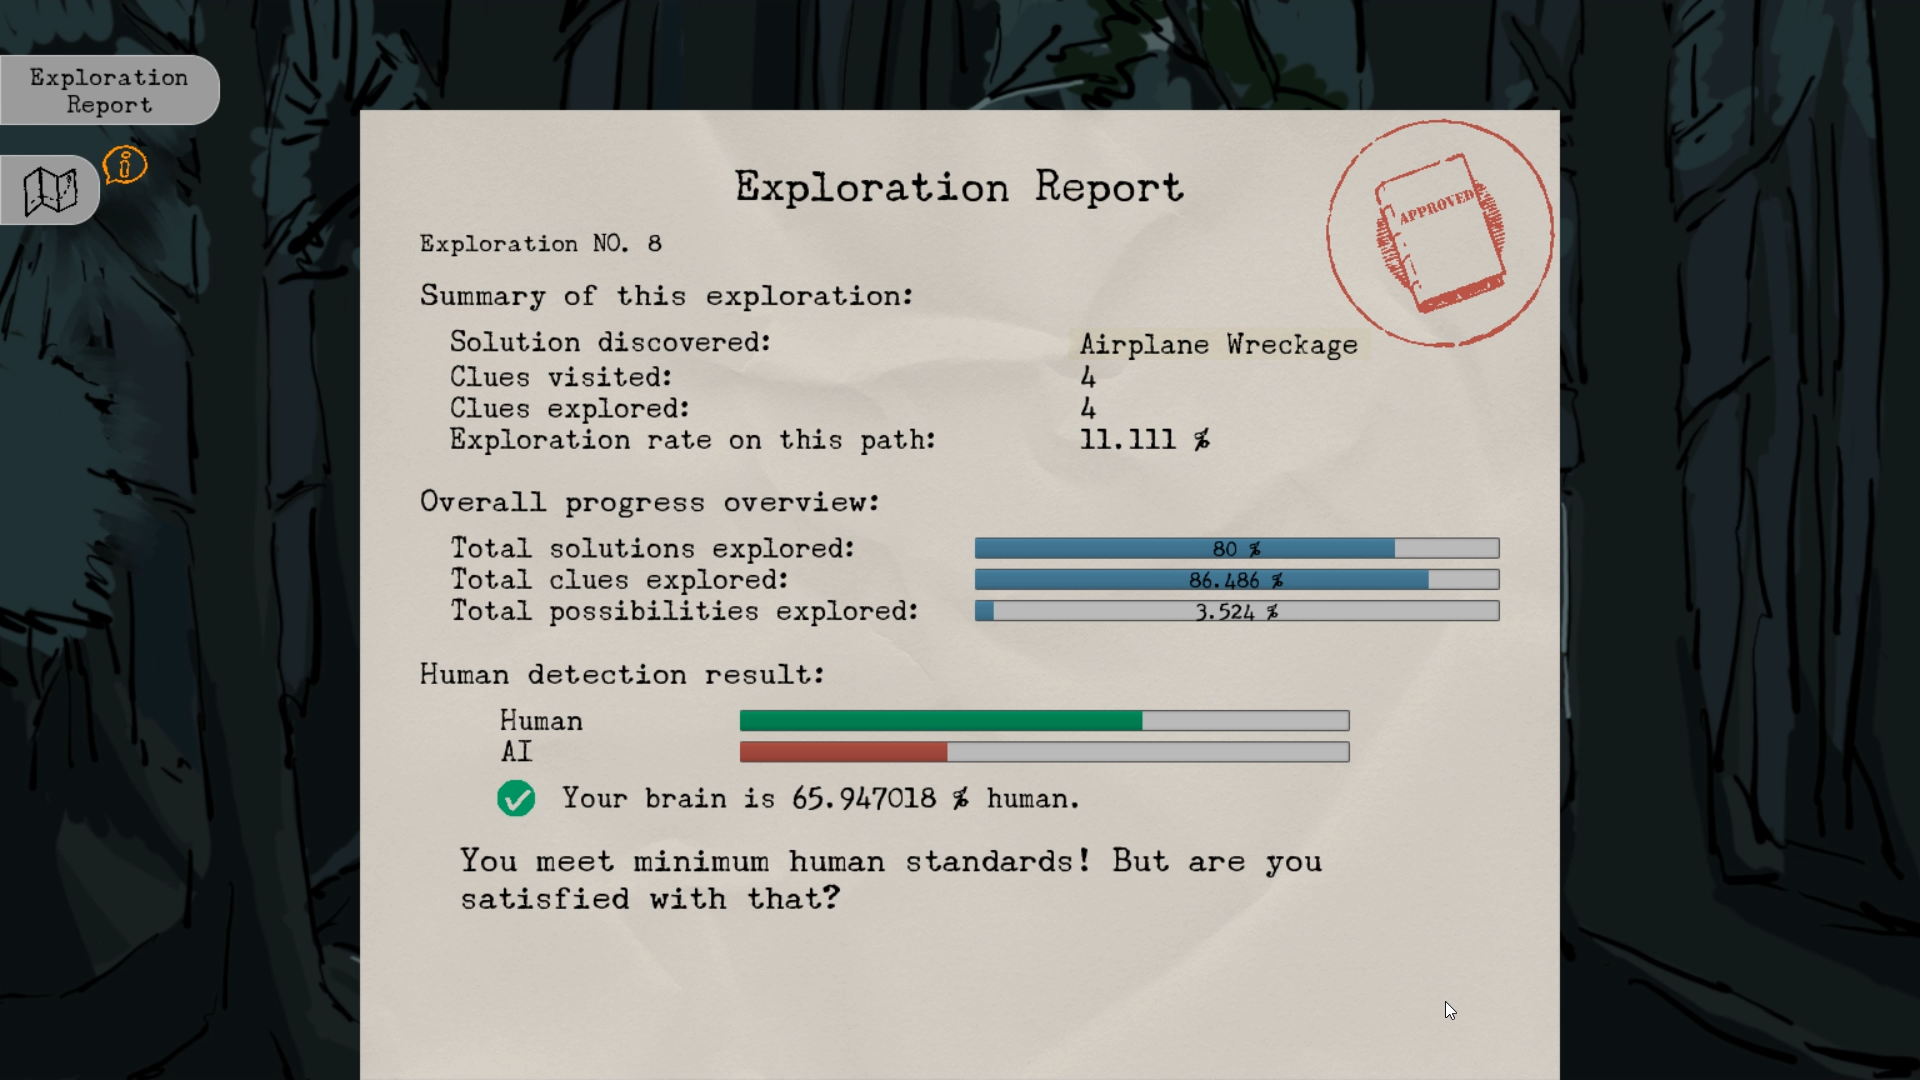 Exploration
Report
Exploration Report
APPROVED
Exploration NO. 8
Summary of this exploration:
Solution discovered: Airplane Wreckage
Clues visited: 4
Clues explored: 4
Exploration rate on this path: 11.111 %
Overall progress overview:
Total solutions explored: 80 %
Total clues explored: 86.486 %
Total possibilities explored: 3.524 %
Human detection result:
Human
AI
Your brain is 65.947018 % human.
You meet minimum human standards! But are you
satisfied with that?